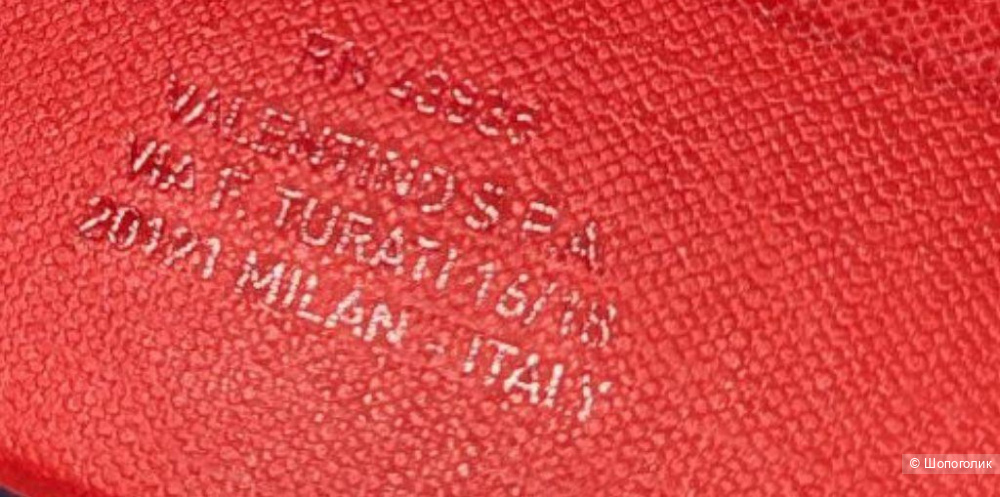 RN
VALENTINO S.P.A.
VIA F. TURATI 16/18
20121 MILAN - ITALY
© Шопоголик